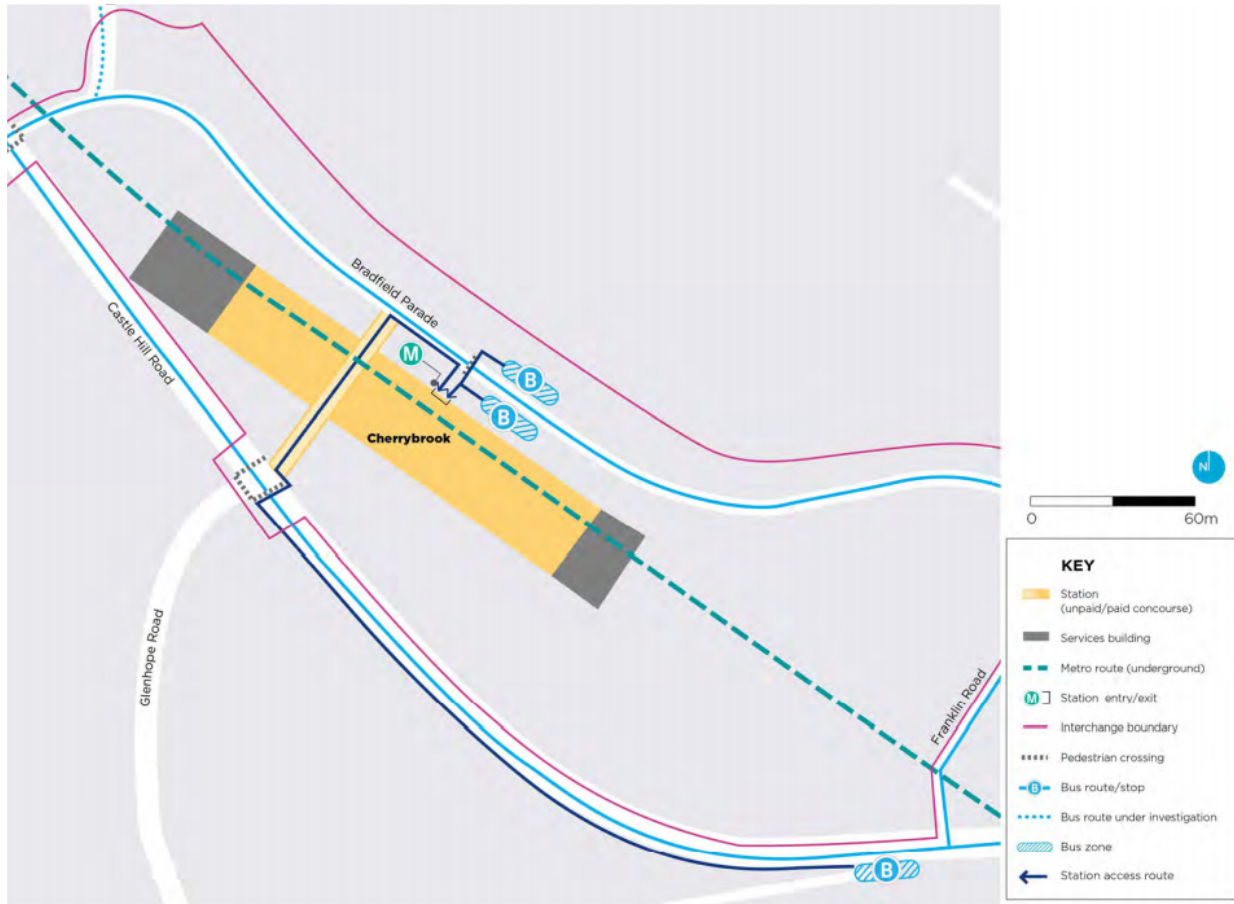 Bradfield Parade
Castle Hill Road
M
B
B
Cherrybrook
Glenhope Road
Franklin Road
B
N
0 60m
KEY
Station
(unpaid/paid concourse)
Services building
Metro route (underground)
M Station entry/exit
Interchange boundary
Pedestrian crossing
B Bus route/stop
Bus route under investigation
Bus zone
Station access route